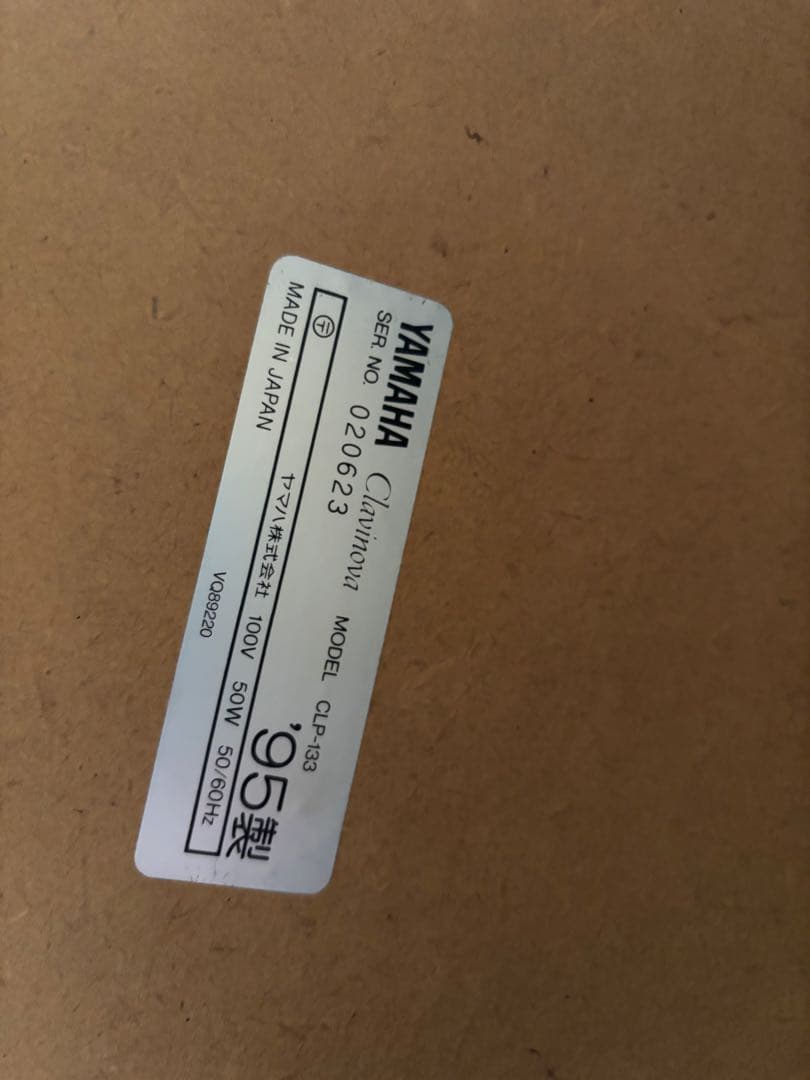 YAMAHA Clavinova MODEL CLP-133
SER. NO. 020623 '95製
〒 ヤマハ株式会社 100V 50W 50/60Hz
MADE IN JAPAN VQ89220